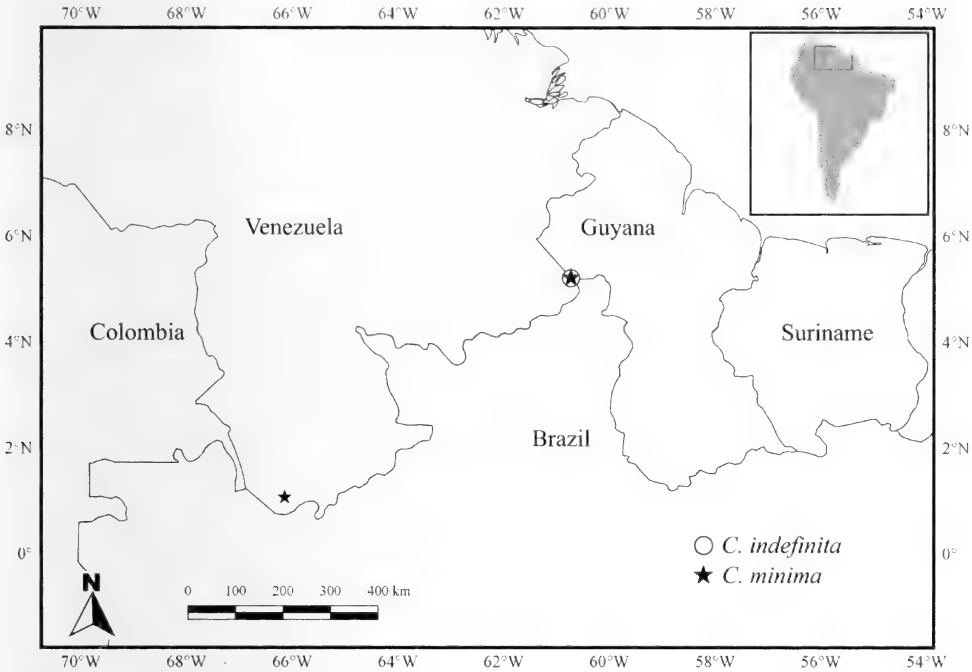 70°W 68°W 66°W 64°W 62°W 60°W 58°W 56°W 54°W
8°N 8°N
Venezuela Guyana
6°N 6°N
Colombia Suriname
4°N 4°N
Brazil
2°N 2°N
C. indefinita
0° 0°
C. minima
N
0 100 200 300 400 km
70°W 68°W 66°W 64°W 62°W 60°W 58°W 56°W 54°W